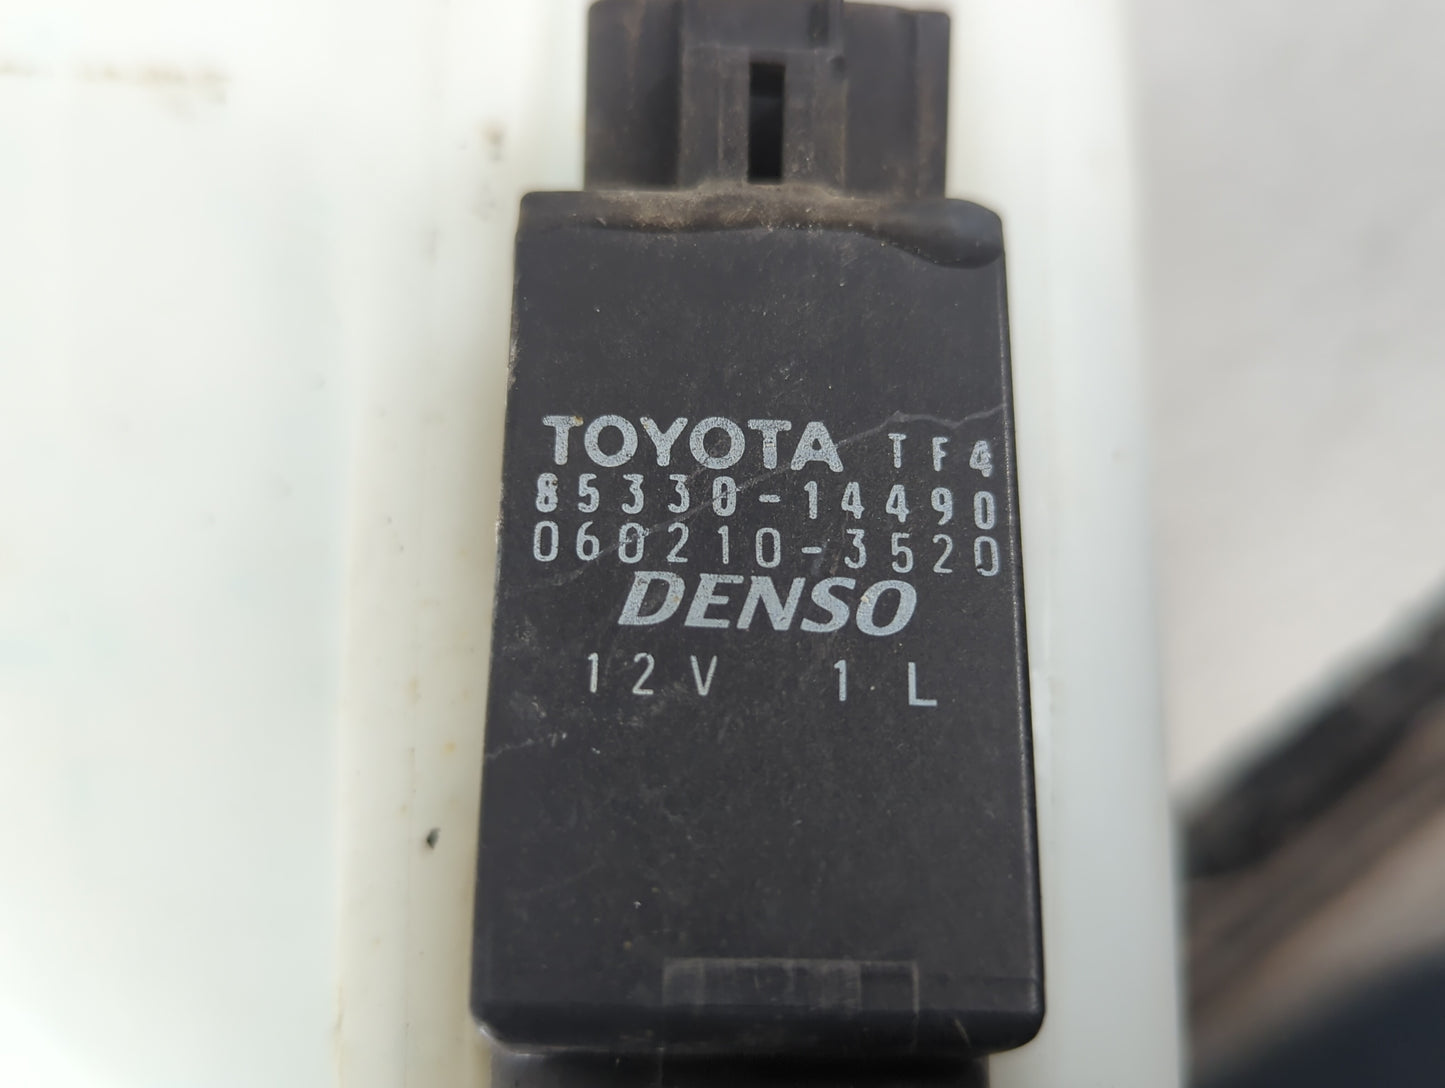 TOYOTA TF4
85330-14490
060210-3520
DENSO
12V 1L